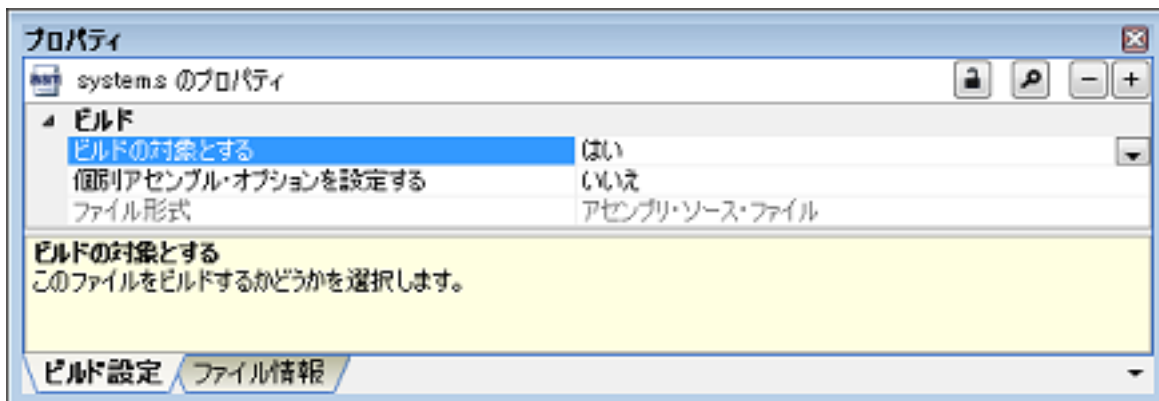 プロパティ
system.s のプロパティ
ビルド
ビルドの対象とする はい
個別アセンブル・オプションを設定する いいえ
ファイル形式 アセンブリ・ソース・ファイル
ビルドの対象とする
このファイルをビルドするかどうかを選択します。
ビルド設定 ファイル情報